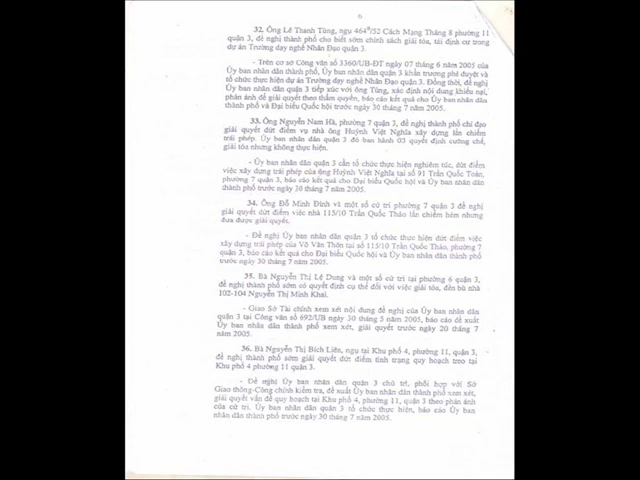 6
32. Ông Lê Thanh Tùng, ngụ 464B/52 Cách Mạng Tháng 8 phường 11
quận 3, đề nghị thành phố cho biết sớm chính sách giải tỏa, tái định cư trong
dự án Trường dạy nghề Nhân Đạo quận 3.
- Trên cơ sở Công văn số 3360/UB-ĐT ngày 07 tháng 6 năm 2005 của
Ủy ban nhân dân thành phố, Ủy ban nhân dân quận 3 khẩn trương phê duyệt và
tổ chức thực hiện dự án Trường dạy nghề Nhân Đạo quận 3. Đồng thời, đề nghị
Ủy ban nhân dân quận 3 tiếp xúc với ông Tùng, xác định nội dung khiếu nại,
phản ánh để giải quyết theo thẩm quyền, báo cáo kết quả cho Ủy ban nhân dân
thành phố và Đại biểu Quốc hội trước ngày 30 tháng 7 năm 2005.
33. Ông Nguyễn Nam Hà, phường 7 quận 3, đề nghị thành phố chỉ đạo
giải quyết dứt điểm vụ nhà ông Huỳnh Việt Nghĩa xây dựng lấn chiếm
trái phép. Ủy ban nhân dân quận 3 đã ban hành 03 quyết định cưỡng chế,
giải tỏa nhưng không thực hiện.
- Ủy ban nhân dân quận 3 cần tổ chức thực hiện nghiêm túc, dứt điểm
việc xây dựng trái phép của ông Huỳnh Việt Nghĩa tại số 91 Trần Quốc Toản,
phường 7 quận 3, báo cáo kết quả cho Đại biểu Quốc hội và Ủy ban nhân dân
thành phố trước ngày 30 tháng 7 năm 2005.
34. Ông Đỗ Minh Đính và một số cử tri phường 7 quận 3 đề nghị
giải quyết dứt điểm việc nhà 115/10 Trần Quốc Thảo lấn chiếm hẻm nhưng
đưa được giải quyết.
- Đề nghị Ủy ban nhân dân quận 3 tổ chức thực hiện dứt điểm việc
xây dựng trái phép của Võ Văn Thôn tại số 115/10 Trần Quốc Thảo, phường 7
quận 3, báo cáo kết quả cho Đại biểu Quốc hội và Ủy ban nhân dân thành phố
trước ngày 30 tháng 7 năm 2005.
35. Bà Nguyễn Thị Lệ Dung và một số cử tri tại phường 6 quận 3,
đề nghị thành phố sớm có quyết định cụ thể đối với việc giải tỏa, đền bù nhà
102-104 Nguyễn Thị Minh Khai.
- Giao Sở Tài chính xem xét nội dung đề nghị của Ủy ban nhân dân
quận 3 tại Công văn số 692/UB ngày 30 tháng 5 năm 2005, báo cáo đề xuất
Ủy ban nhân dân thành phố xem xét, giải quyết trước ngày 20 tháng 7
năm 2005.
36. Bà Nguyễn Thị Bích Liên, ngụ tại Khu phố 4, phường 11, quận 3,
đề nghị thành phố sớm giải quyết dứt điểm tình trạng quy hoạch treo tại
Khu phố 4 phường 11 quận 3.
- Đề nghị Ủy ban nhân dân quận 3 chủ trì, phối hợp với Sở
Giao thông-Công chính kiểm tra, đề xuất Ủy ban nhân dân thành phố xem xét,
giải quyết vấn đề quy hoạch tại Khu phố 4, phường 11, quận 3 theo phản ánh
của cử tri. Ủy ban nhân dân quận 3 tổ chức thực hiện, báo cáo Ủy ban
nhân dân thành phố trước ngày 30 tháng 7 năm 2005.